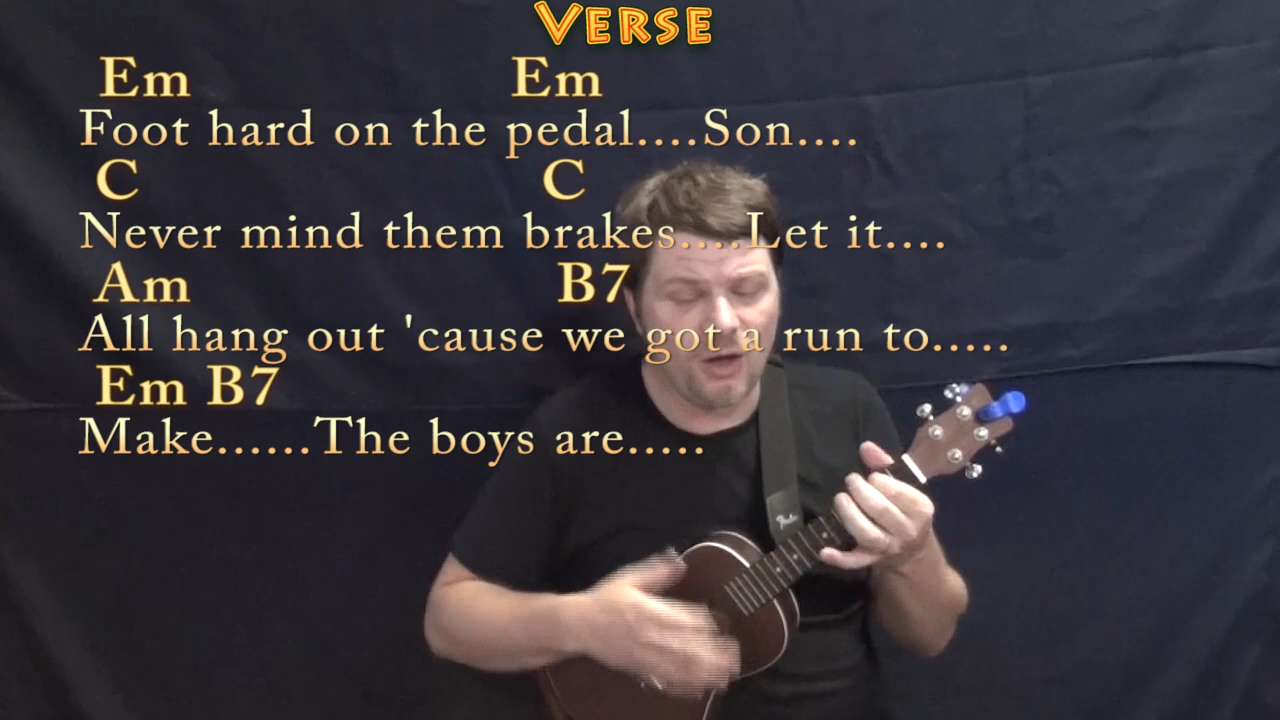 VERSE
Em Em
Foot hard on the pedal....Son....
C C
Never mind them brakes....Let it....
Am B7
All hang out 'cause we got a run to.....
Em B7
Make......The boys are.....
Fender